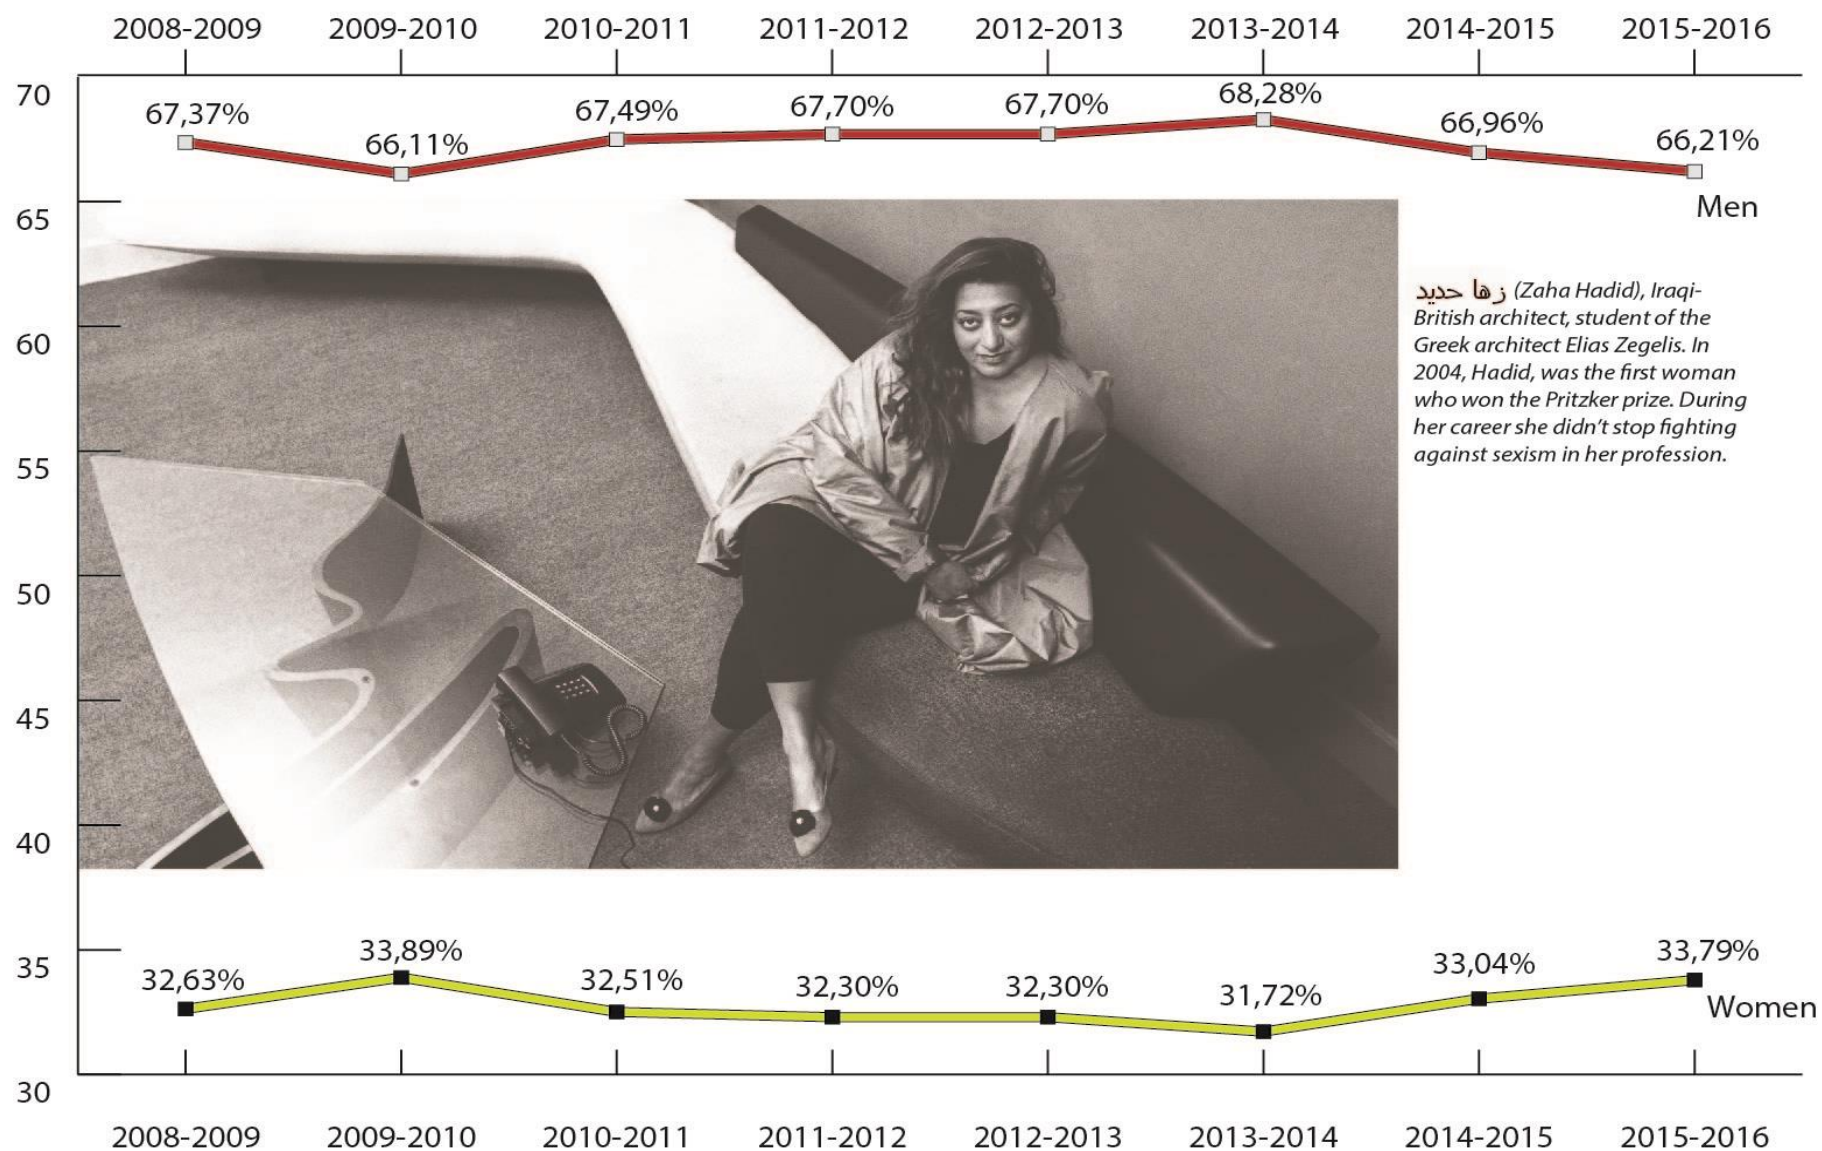 2008-2009 2009-2010 2010-2011 2011-2012 2012-2013 2013-2014 2014-2015 2015-2016
70
67,37% 66,11% 67,49% 67,70% 67,70% 68,28% 66,96% 66,21%
Men
65
60
55
50
45
40
35
30
زها حديد (Zaha Hadid), Iraqi-
British architect, student of the
Greek architect Elias Zegelis. In
2004, Hadid, was the first woman
who won the Pritzker prize. During
her career she didn't stop fighting
against sexism in her profession.
32,63% 33,89% 32,51% 32,30% 32,30% 31,72% 33,04% 33,79%
Women
2008-2009 2009-2010 2010-2011 2011-2012 2012-2013 2013-2014 2014-2015 2015-2016